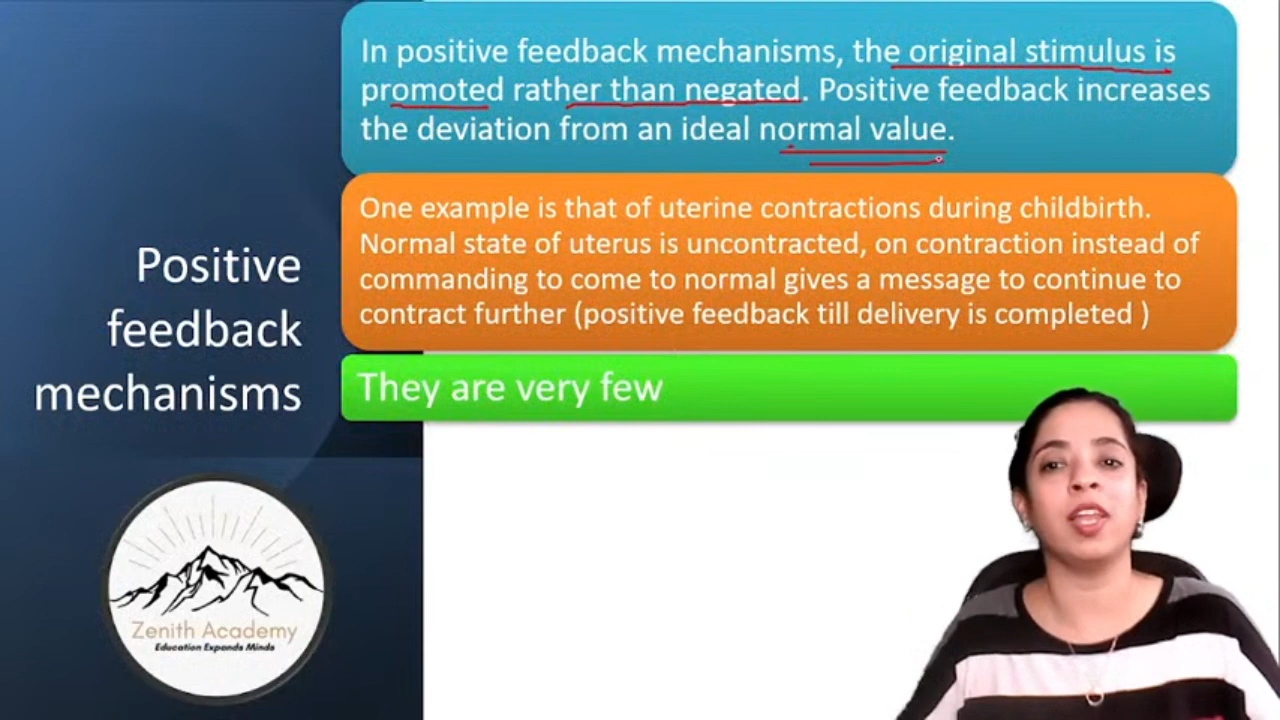 In positive feedback mechanisms, the original stimulus is
promoted rather than negated. Positive feedback increases
the deviation from an ideal normal value.
One example is that of uterine contractions during childbirth.
Normal state of uterus is uncontracted, on contraction instead of
commanding to come to normal gives a message to continue to
contract further (positive feedback till delivery is completed )
They are very few
Positive
feedback
mechanisms
Zenith Academy
Education Expands Minds